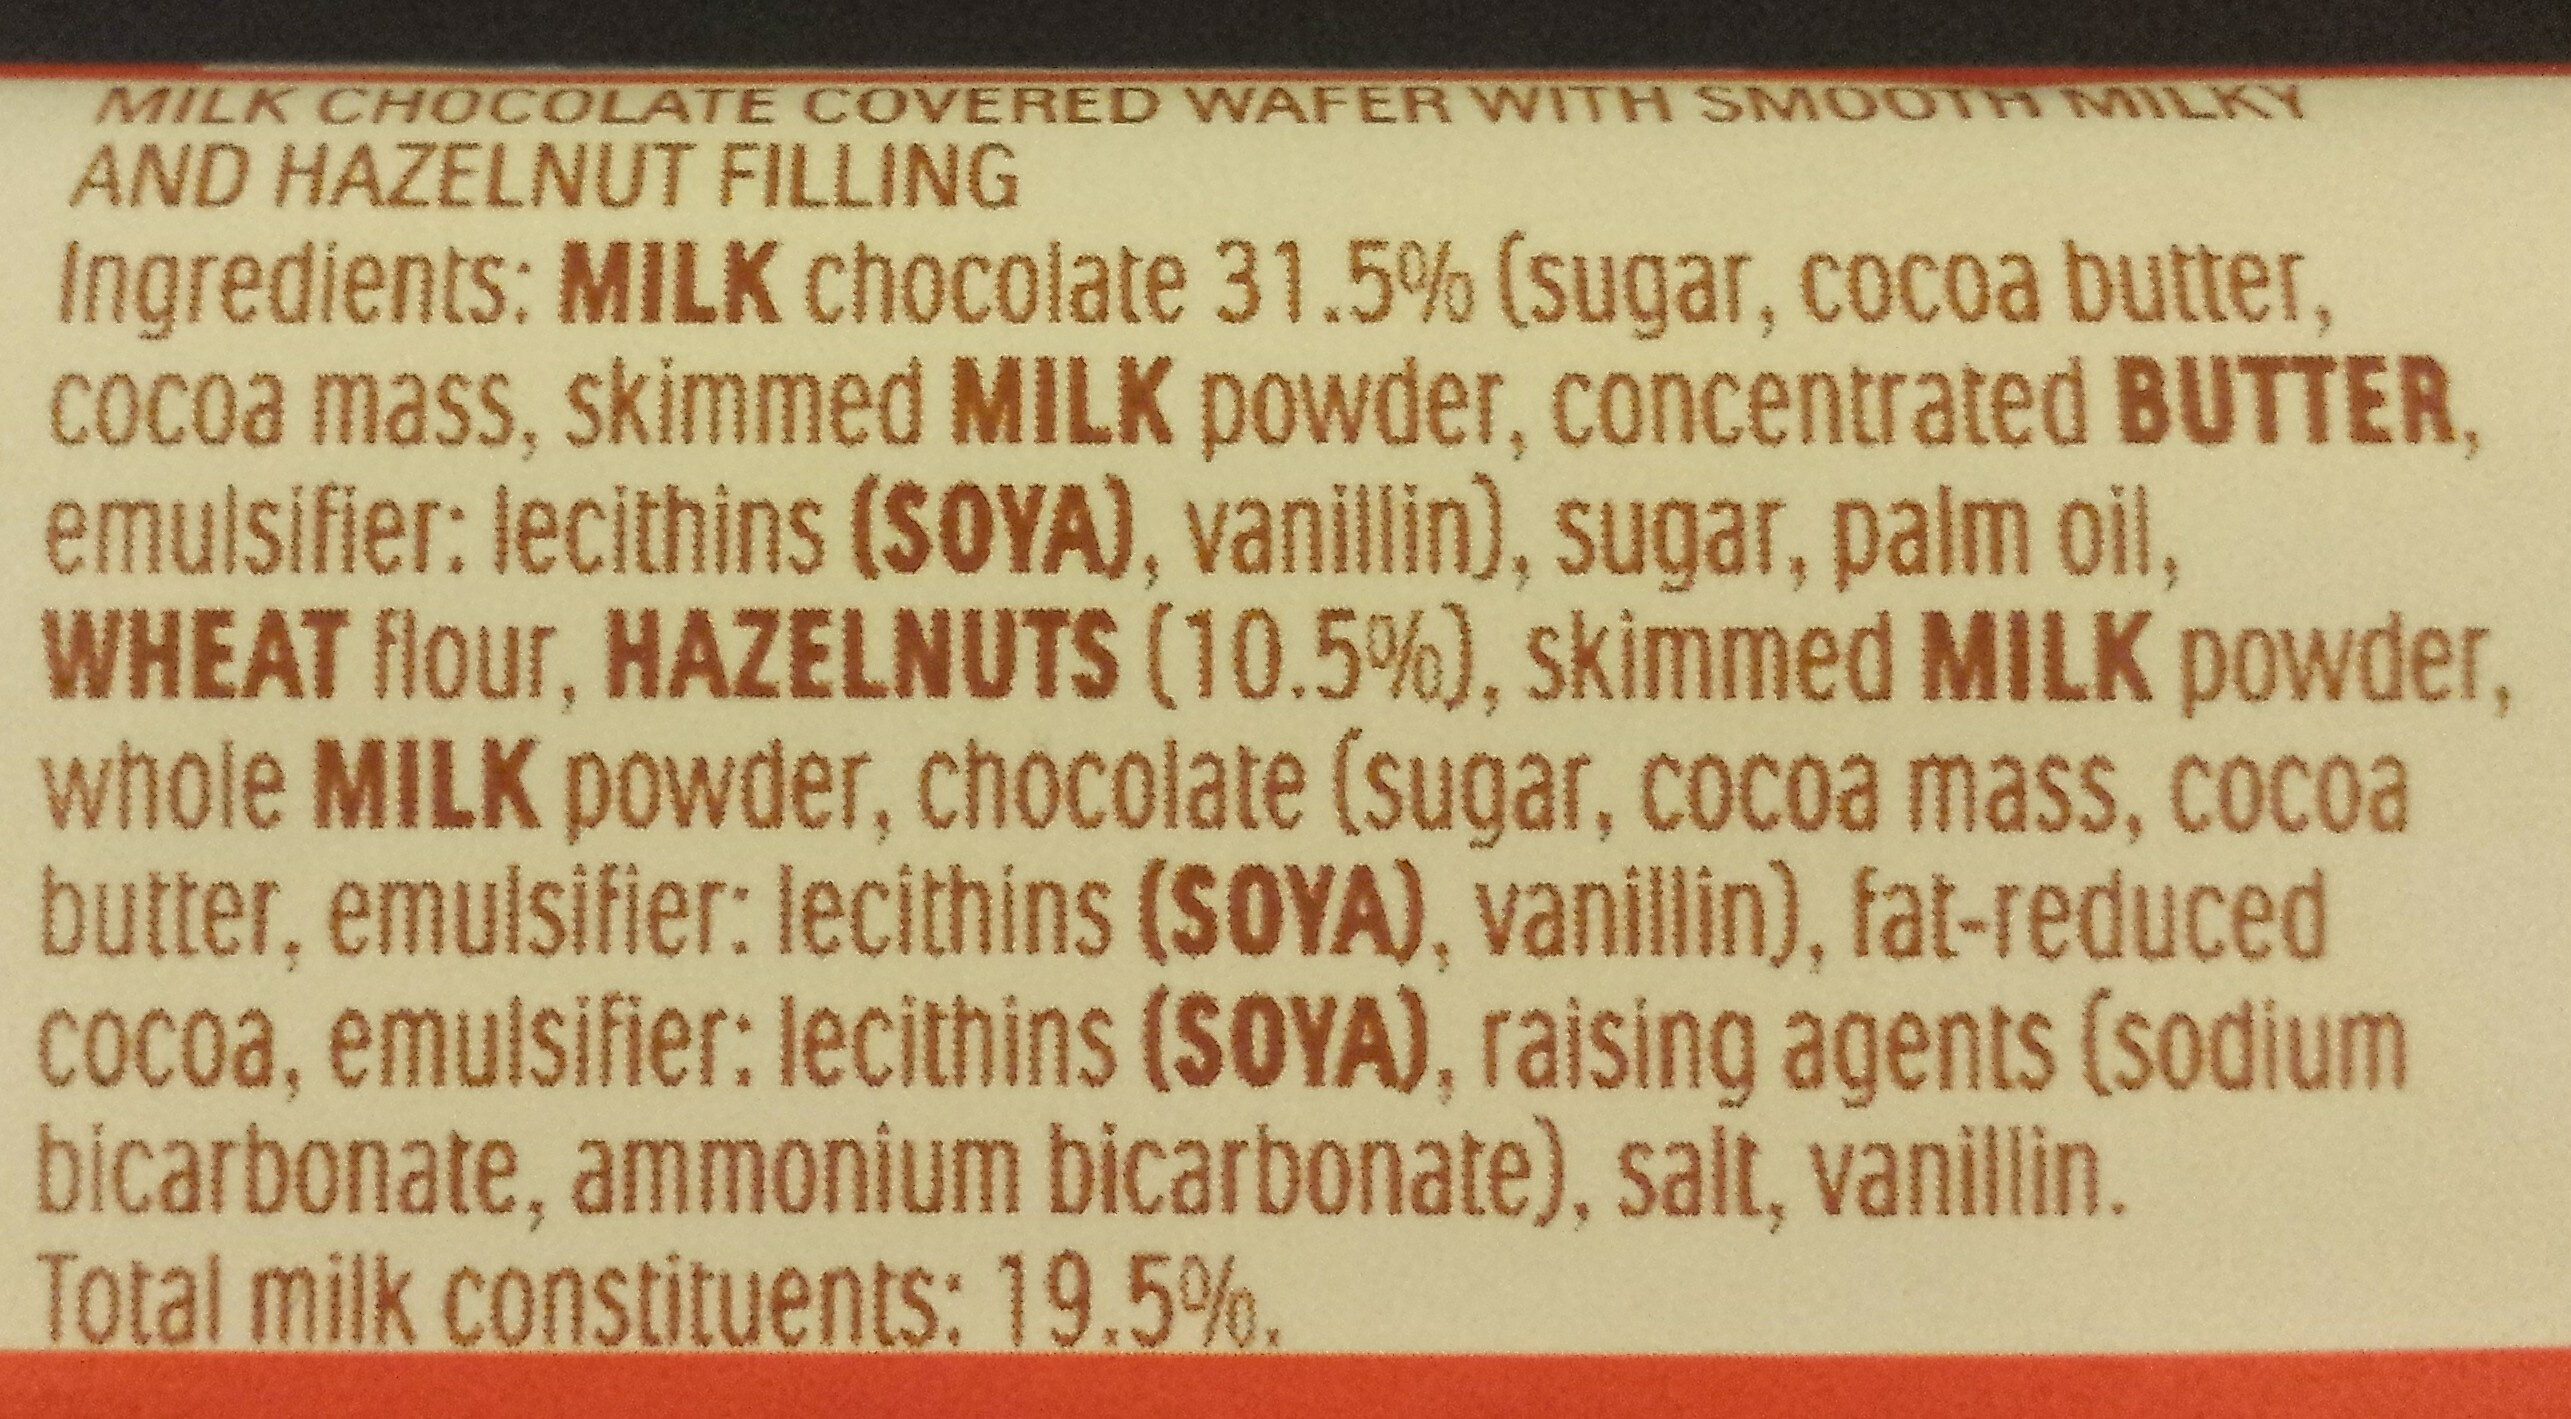 MILK CHOCOLATE COVERED WAFER WITH SMOOTH MILKY
AND HAZELNUT FILLING
Ingredients: MILK chocolate 31.5% (sugar, cocoa butter,
cocoa mass, skimmed MILK powder, concentrated BUTTER,
emulsifier: lecithins (SOYA), vanillin), sugar, palm oil,
WHEAT flour, HAZELNUTS (10.5%), skimmed MILK powder,
whole MILK powder, chocolate (sugar, cocoa mass, cocoa
butter, emulsifier: lecithins (SOYA), vanillin), fat-reduced
cocoa, emulsifier: lecithins (SOYA), raising agents (sodium
bicarbonate, ammonium bicarbonate), salt, vanillin.
Total milk constituents: 19.5%.